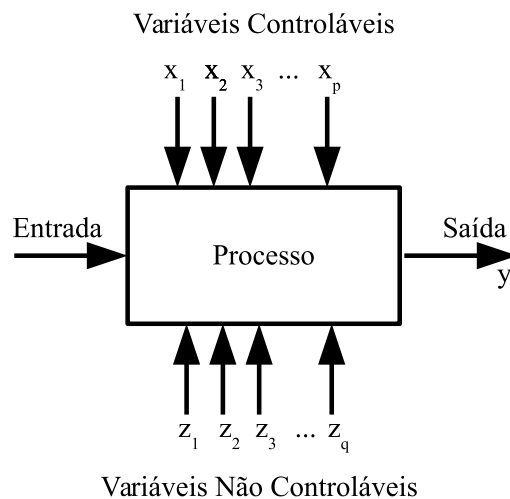 Variáveis Controláveis
x1 x2 x3 ... xp
Entrada
Processo
Saída
y
z1 z2 z3 ... zq
Variáveis Não Controláveis